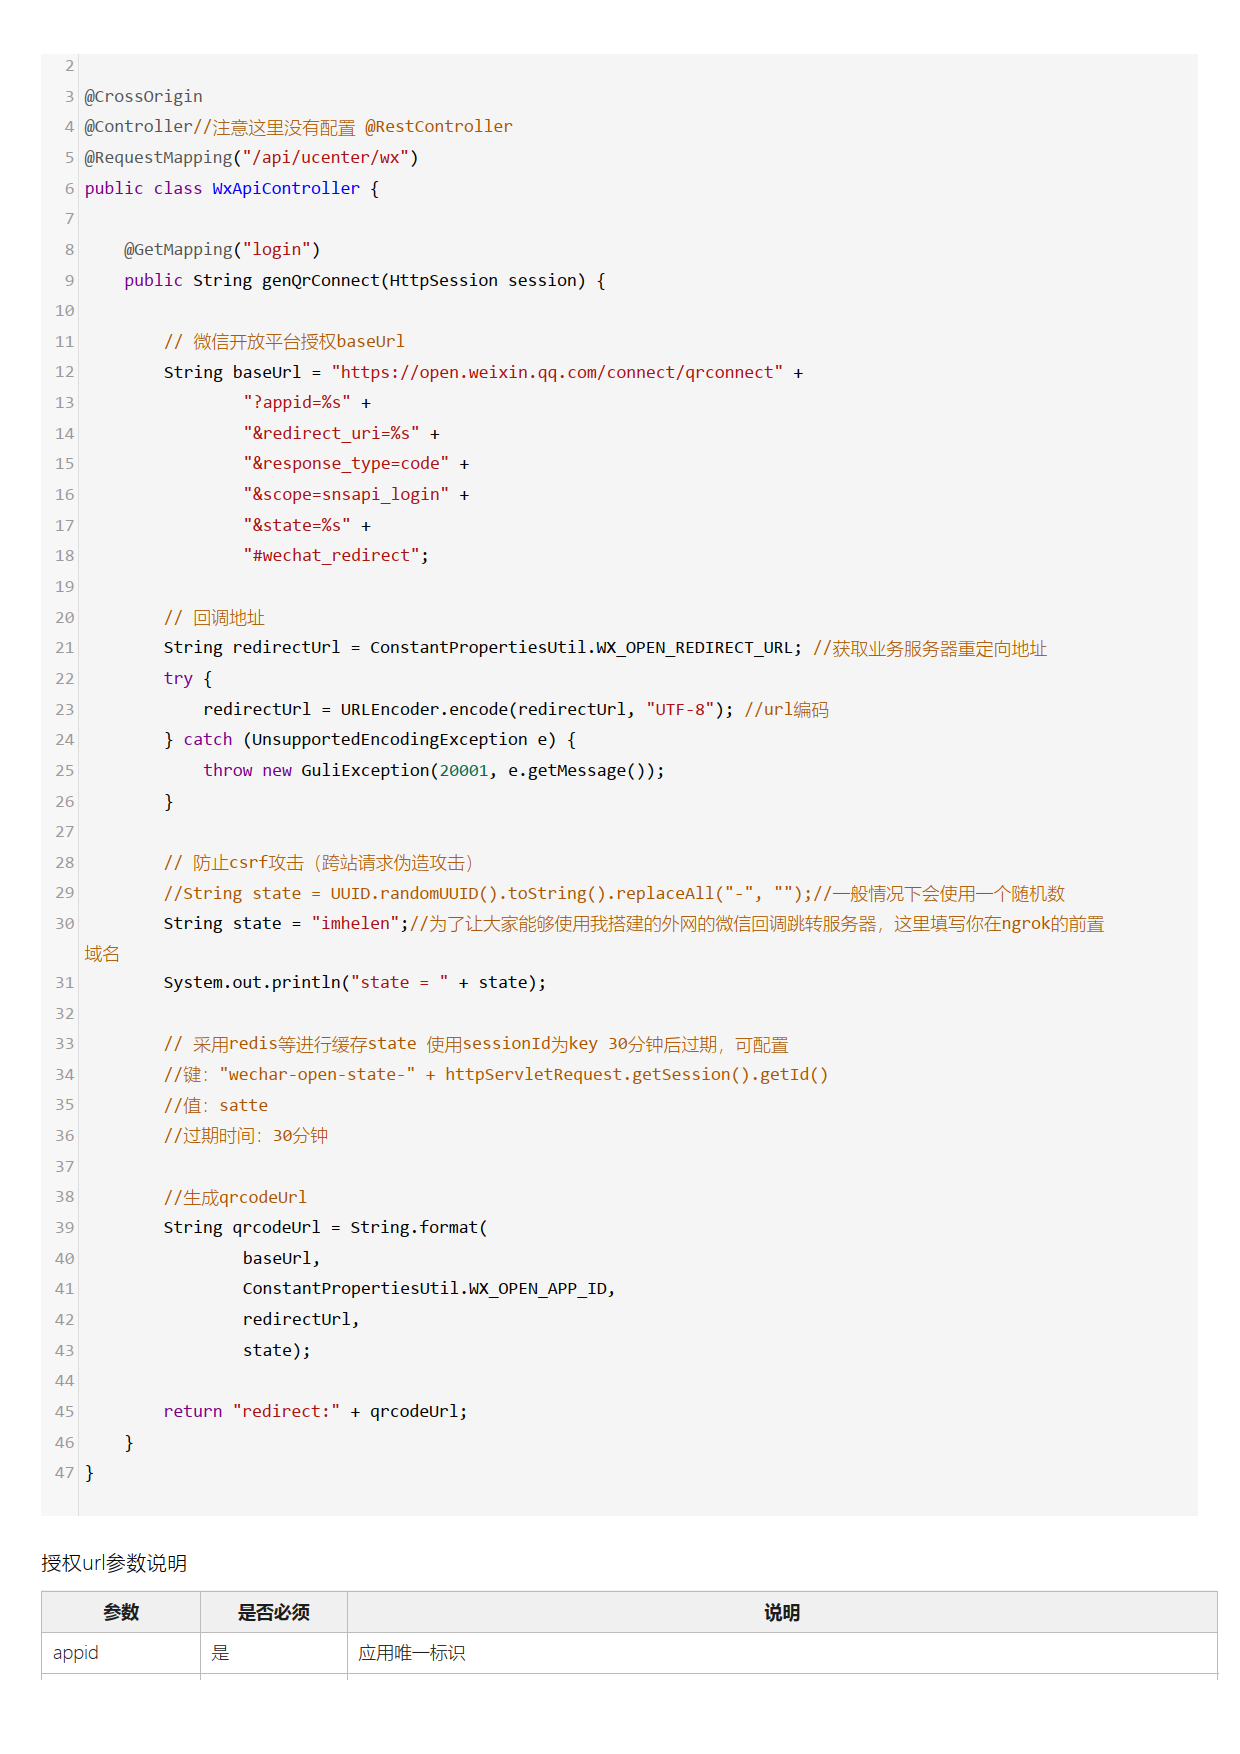 2
3 @CrossOrigin
4 @Controller//注意这里没有配置 @RestController
5 @RequestMapping("/api/ucenter/wx")
6 public class WxApiController {
7
8     @GetMapping("login")
9     public String genQrConnect(HttpSession session) {
10
11         // 微信开放平台授权baseUrl
12         String baseUrl = "https://open.weixin.qq.com/connect/qrconnect" +
13                 "?appid=%s" +
14                 "&redirect_uri=%s" +
15                 "&response_type=code" +
16                 "&scope=snsapi_login" +
17                 "&state=%s" +
18                 "#wechat_redirect";
19
20         // 回调地址
21         String redirectUrl = ConstantPropertiesUtil.WX_OPEN_REDIRECT_URL; //获取业务服务器重定向地址
22         try {
23             redirectUrl = URLEncoder.encode(redirectUrl, "UTF-8"); //url编码
24         } catch (UnsupportedEncodingException e) {
25             throw new GuliException(20001, e.getMessage());
26         }
27
28         // 防止csrf攻击（跨站请求伪造攻击）
29         //String state = UUID.randomUUID().toString().replaceAll("-", "");//一般情况下会使用一个随机数
30         String state = "imhelen";//为了让大家能够使用我搭建的外网的微信回调跳转服务器，这里填写你在ngrok的前置
域名
31         System.out.println("state = " + state);
32
33         // 采用redis等进行缓存state 使用sessionId为key 30分钟后过期，可配置
34         //键："wechar-open-state-" + httpServletRequest.getSession().getId()
35         //值：satte
36         //过期时间：30分钟
37
38         //生成qrcodeUrl
39         String qrcodeUrl = String.format(
40                 baseUrl,
41                 ConstantPropertiesUtil.WX_OPEN_APP_ID,
42                 redirectUrl,
43                 state);
44
45         return "redirect:" + qrcodeUrl;
46     }
47 }
授权url参数说明
参数 是否必须 说明
appid 是 应用唯一标识